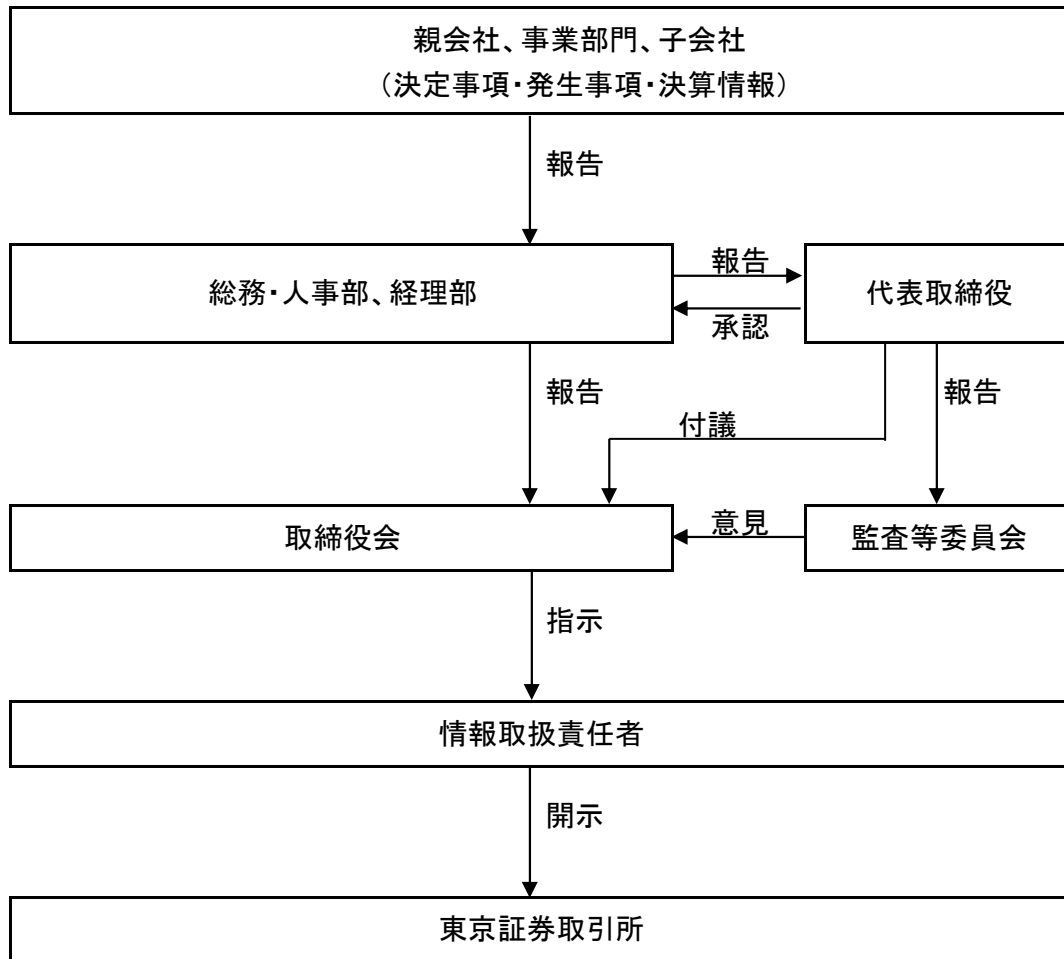 親会社、事業部門、子会社
（決定事項・発生事項・決算情報）
報告
総務・人事部、経理部
報告
承認
代表取締役
報告
付議
報告
取締役会
意見
監査等委員会
指示
情報取扱責任者
開示
東京証券取引所